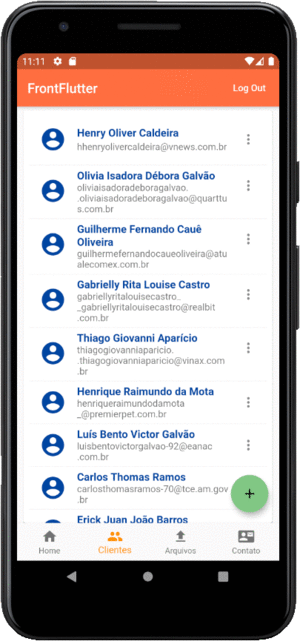 11:11
FrontFlutter
Log Out
Henry Oliver Caldeira
hhenryolivercaldeira@vnews.com.br
Olivia Isadora Débora Galvão
oliviaisadoradeboragalvao.
.oliviaisadoradeboragalvao@quarttu
s.com.br
Guilherme Fernando Cauê
Oliveira
guilhermefernandocaueoliveira@atu
alecomex.com.br
Gabrielly Rita Louise Castro
gabriellyritalouisecastro..
_gabriellyritalouisecastro@realbit
.com.br
Thiago Giovanni Aparício
thiagogiovanniaparicio.
.thiagogiovanniaparicio@vinax.com
.br
Henrique Raimundo da Mota
henriqueraimundodamota
_@premierpet.com.br
Luís Bento Victor Galvão
luisbentovictorgalvao-92@eanac
.com.br
Carlos Thomas Ramos
carlosthomasramos-70@tce.am.gov
.br
Erick Juan João Barros
+
Home
Clientes
Arquivos
Contato